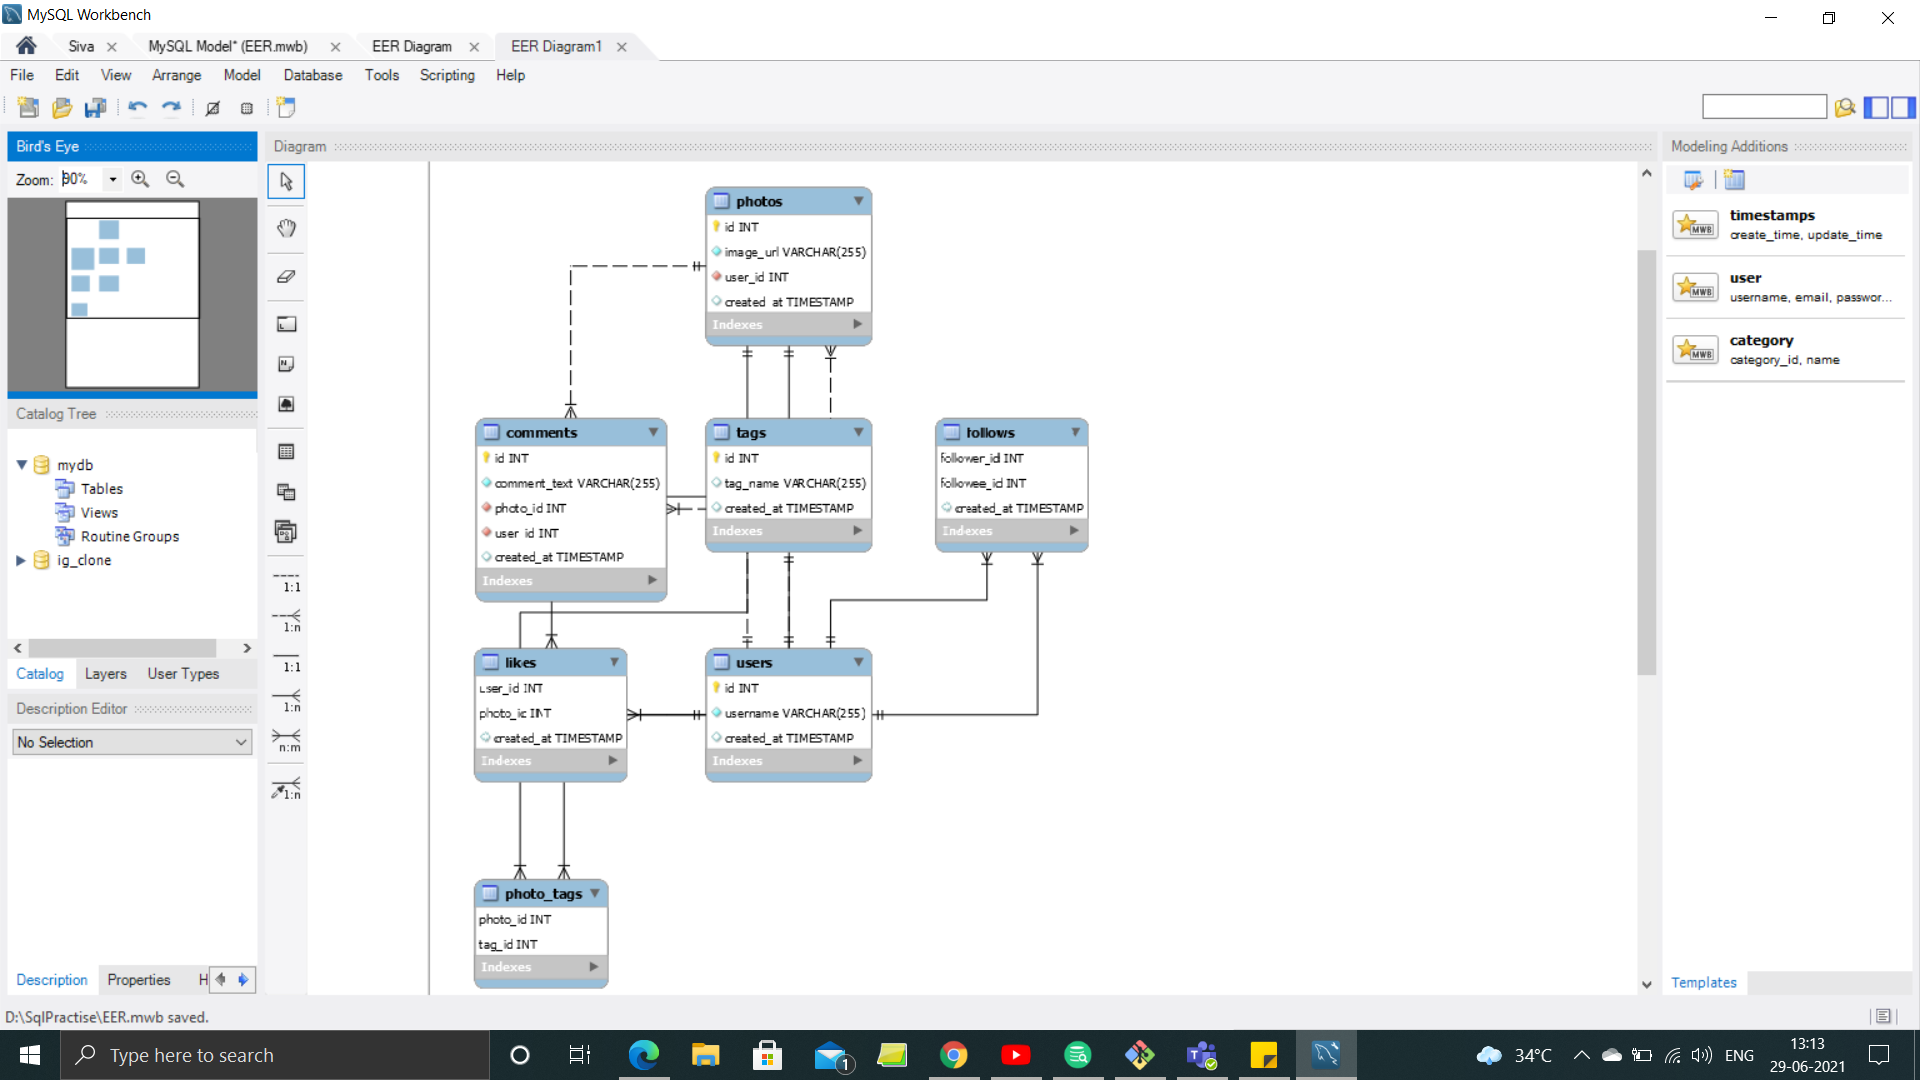 MySQL Workbench
Siva
MySQL Model* (EER.mwb)
EER Diagram
EER Diagram1
File Edit View Arrange Model Database Tools Scripting Help
Bird's Eye
Zoom: 90%
Catalog Tree
mydb
Tables
Views
Routine Groups
ig_clone
Catalog Layers User Types
Description Editor
No Selection
Description Properties H
D:\SqlPractise\EER.mwb saved.
Diagram
1:1
1:n
1:1
1:n
n:m
1:n
photos
id INT
image_url VARCHAR(255)
user_id INT
created_at TIMESTAMP
Indexes
comments
id INT
comment_text VARCHAR(255)
photo_id INT
user_id INT
created_at TIMESTAMP
Indexes
tags
id INT
tag_name VARCHAR(255)
created_at TIMESTAMP
Indexes
follows
follower_id INT
followee_id INT
created_at TIMESTAMP
Indexes
likes
user_id INT
photo_id INT
created_at TIMESTAMP
Indexes
users
id INT
username VARCHAR(255)
created_at TIMESTAMP
Indexes
photo_tags
photo_id INT
tag_id INT
Indexes
Modeling Additions
MWB
timestamps
create_time, update_time
MWB
user
username, email, passwor...
MWB
category
category_id, name
Templates
Type here to search
1
34°C
ENG
13:13
29-06-2021